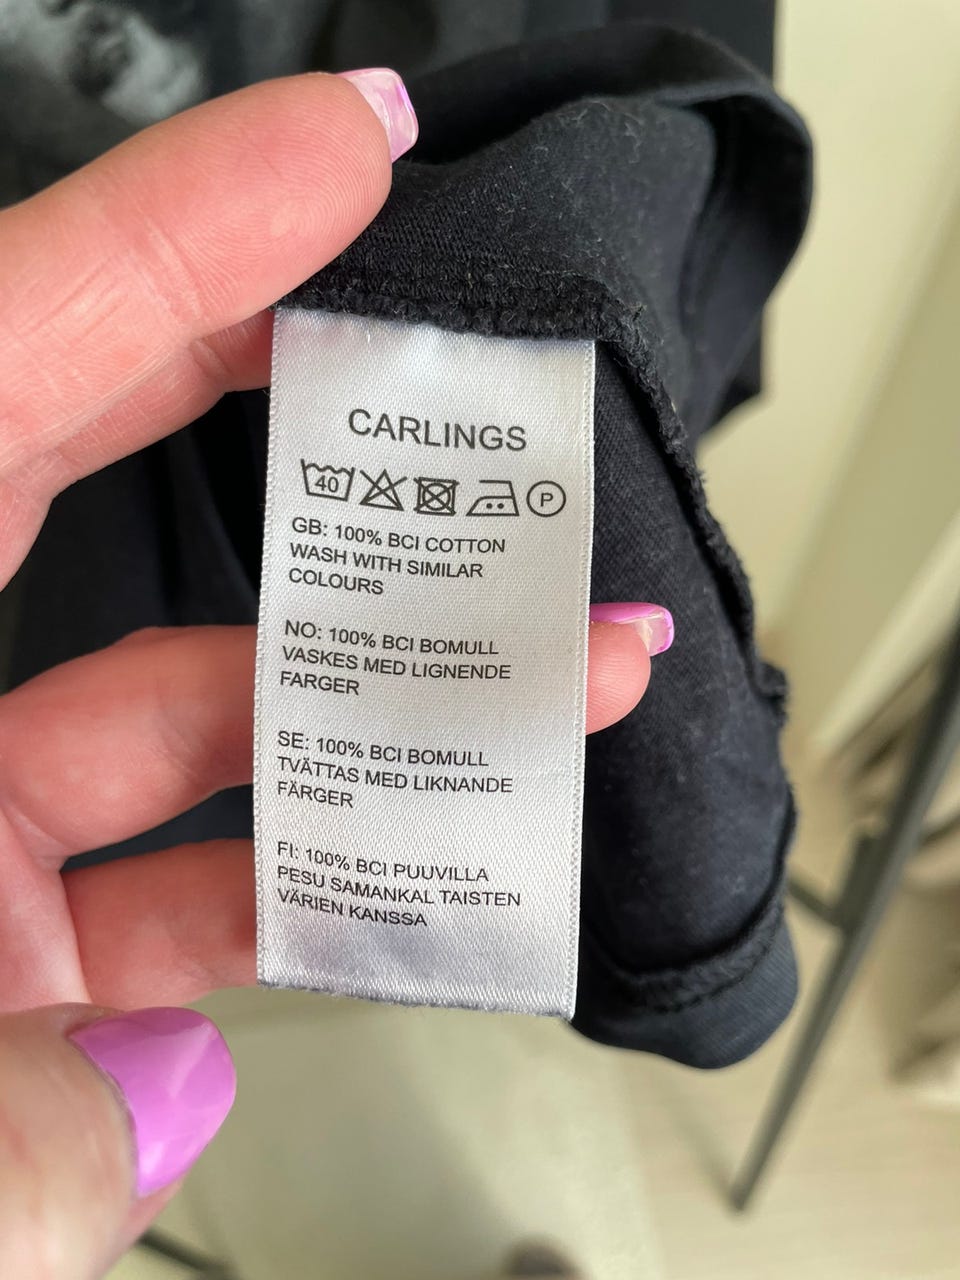 CARLINGS
40 P
GB: 100% BCI COTTON
WASH WITH SIMILAR
COLOURS
NO: 100% BCI BOMULL
VASKES MED LIGNENDE
FARGER
SE: 100% BCI BOMULL
TVÄTTAS MED LIKNANDE
FÄRGER
FI: 100% BCI PUUVILLA
PESU SAMANKAL TAISTEN
VÄRIEN KANSSA